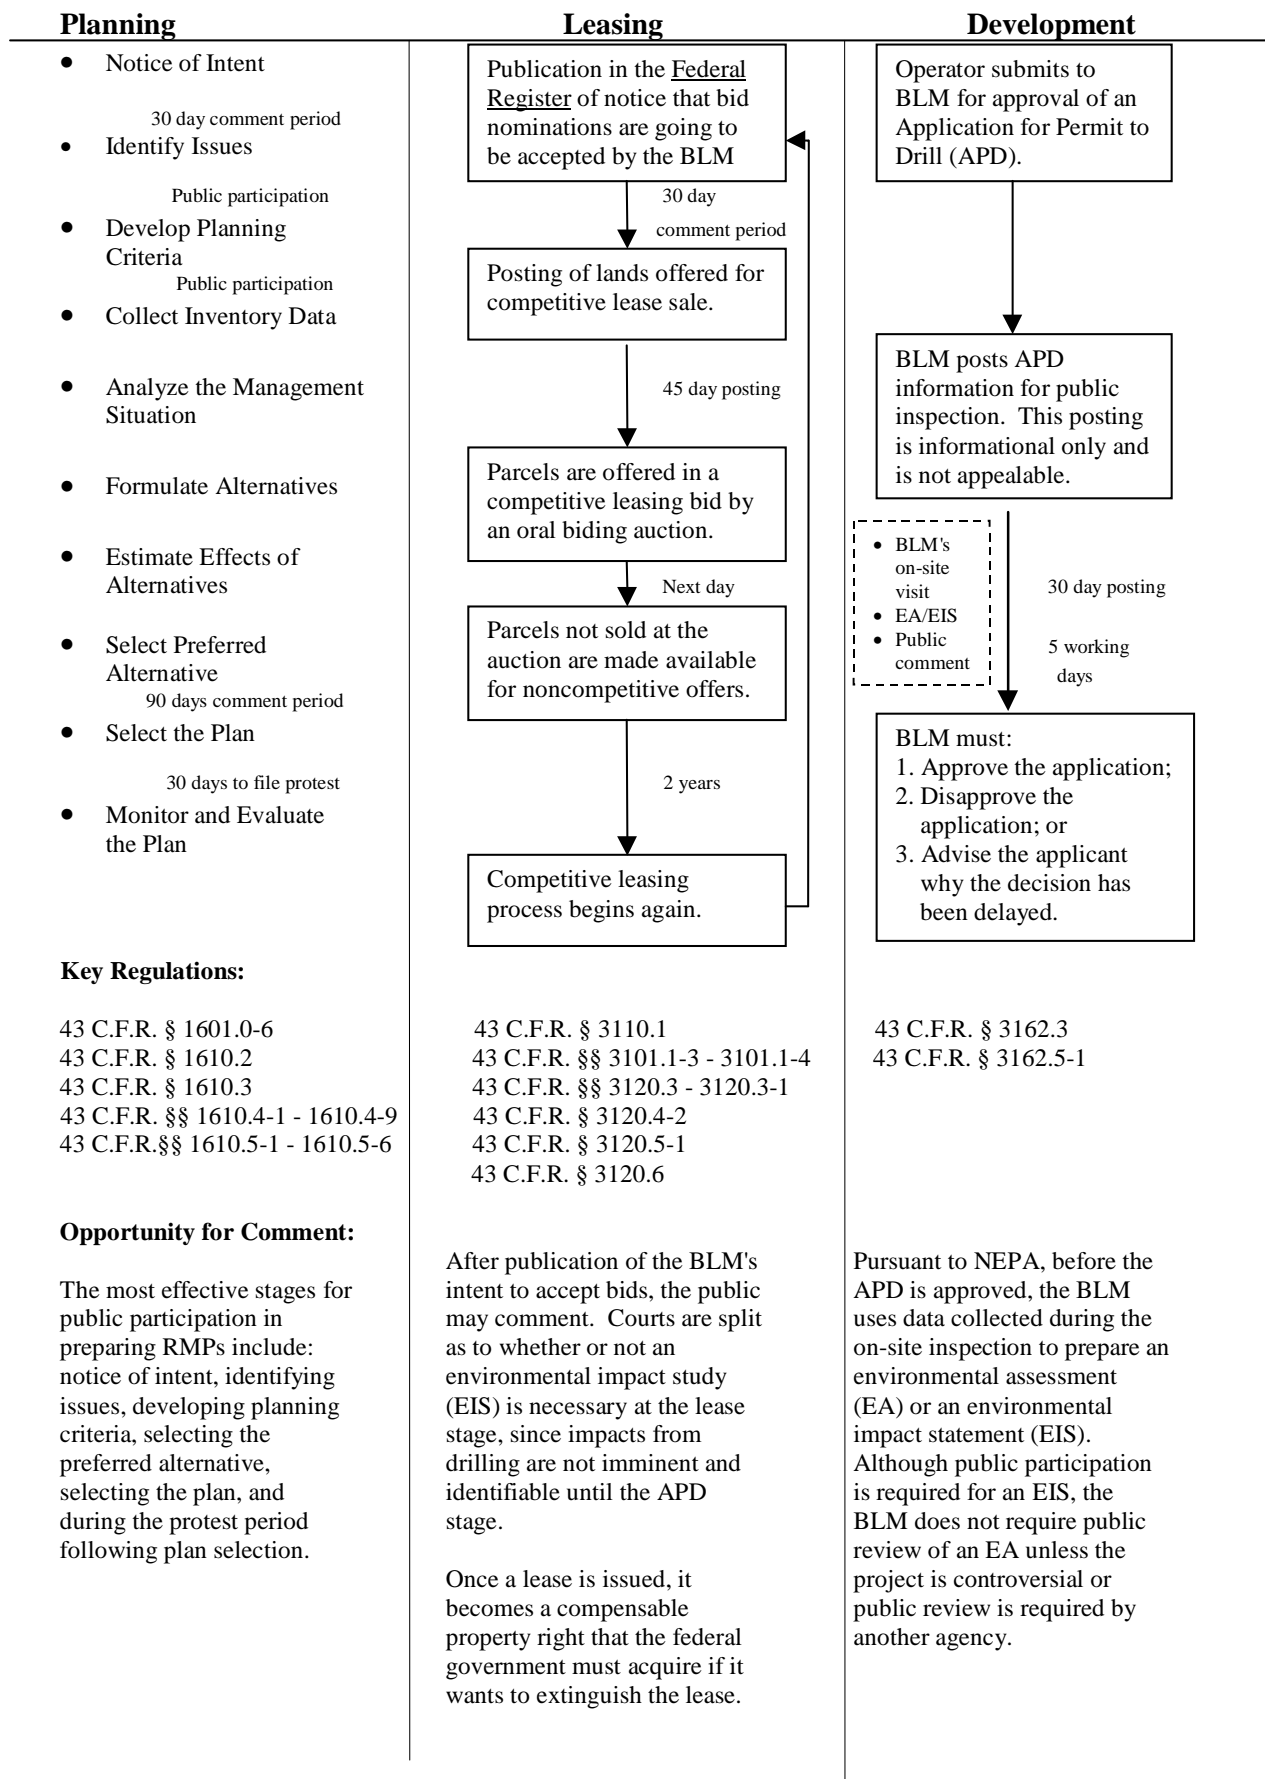 Planning
Notice of Intent
30 day comment period
Identify Issues
Public participation
Develop Planning
Criteria
Public participation
Collect Inventory Data
Analyze the Management
Situation
Formulate Alternatives
Estimate Effects of
Alternatives
Select Preferred
Alternative
90 days comment period
Select the Plan
30 days to file protest
Monitor and Evaluate
the Plan
Leasing
Publication in the Federal
Register of notice that bid
nominations are going to
be accepted by the BLM
30 day
comment period
Posting of lands offered for
competitive lease sale.
45 day posting
Parcels are offered in a
competitive leasing bid by
an oral biding auction.
Next day
Parcels not sold at the
auction are made available
for noncompetitive offers.
2 years
Competitive leasing
process begins again.
Development
Operator submits to
BLM for approval of an
Application for Permit to
Drill (APD).
BLM posts APD
information for public
inspection. This posting
is informational only and
is not appealable.
BLM's
on-site
visit
EA/EIS
Public
comment
30 day posting
5 working
days
BLM must:
1. Approve the application;
2. Disapprove the
application; or
3. Advise the applicant
why the decision has
been delayed.
Key Regulations:
43 C.F.R. § 1601.0-6
43 C.F.R. § 1610.2
43 C.F.R. § 1610.3
43 C.F.R. §§ 1610.4-1 - 1610.4-9
43 C.F.R.§§ 1610.5-1 - 1610.5-6
43 C.F.R. § 3110.1
43 C.F.R. §§ 3101.1-3 - 3101.1-4
43 C.F.R. §§ 3120.3 - 3120.3-1
43 C.F.R. § 3120.4-2
43 C.F.R. § 3120.5-1
43 C.F.R. § 3120.6
43 C.F.R. § 3162.3
43 C.F.R. § 3162.5-1
Opportunity for Comment:
The most effective stages for
public participation in
preparing RMPs include:
notice of intent, identifying
issues, developing planning
criteria, selecting the
preferred alternative,
selecting the plan, and
during the protest period
following plan selection.
After publication of the BLM's
intent to accept bids, the public
may comment. Courts are split
as to whether or not an
environmental impact study
(EIS) is necessary at the lease
stage, since impacts from
drilling are not imminent and
identifiable until the APD
stage.
Once a lease is issued, it
becomes a compensable
property right that the federal
government must acquire if it
wants to extinguish the lease.
Pursuant to NEPA, before the
APD is approved, the BLM
uses data collected during the
on-site inspection to prepare an
environmental assessment
(EA) or an environmental
impact statement (EIS).
Although public participation
is required for an EIS, the
BLM does not require public
review of an EA unless the
project is controversial or
public review is required by
another agency.